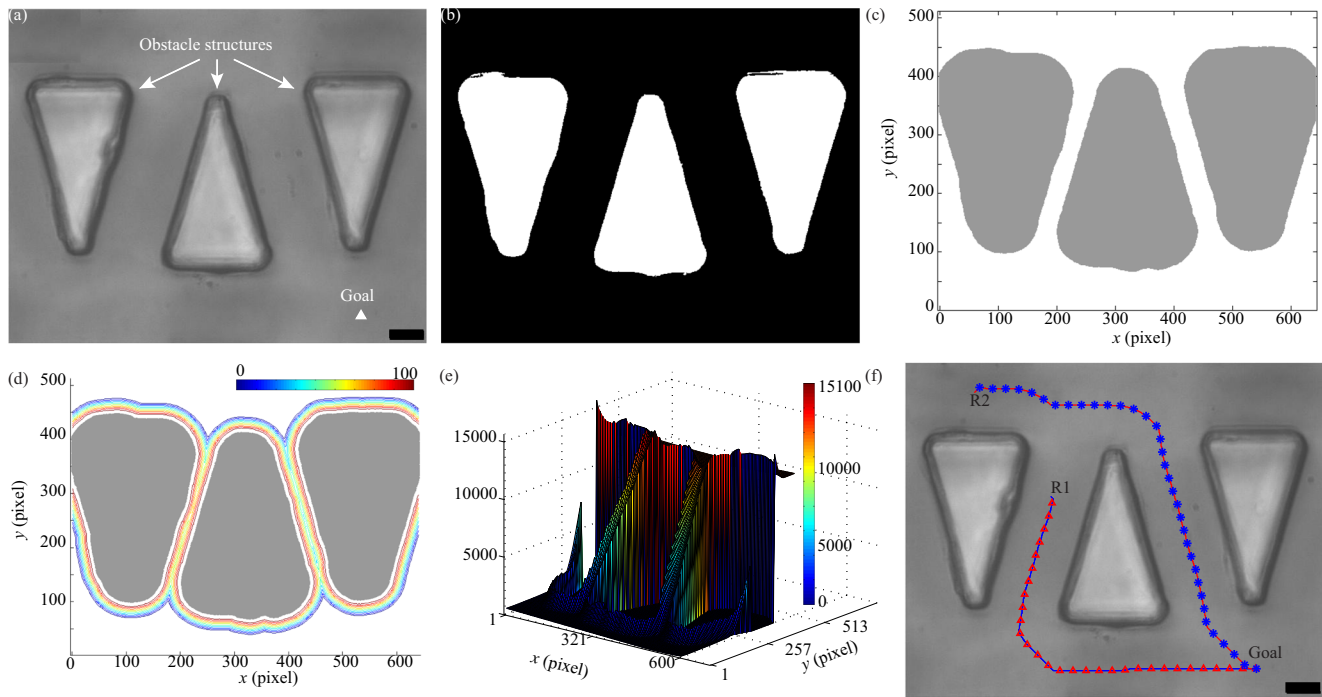 (a)
Obstacle structures
Goal
(b)
(c)
500
400
300
200
100
0
y (pixel)
0 100 200 300 400 500 600
x (pixel)
(d)
0 100
500
400
300
200
100
0
y (pixel)
0 100 200 300 400 500 600
x (pixel)
(e)
15000
10000
5000
1
321
600
x (pixel)
1
257
513
y (pixel)
15100
10000
5000
0
(f)
R2
R1
Goal